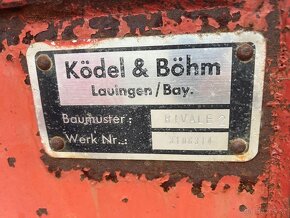 Ködel & Böhm
Lauingen/Bay.
Baumuster:
Werk Nr.: